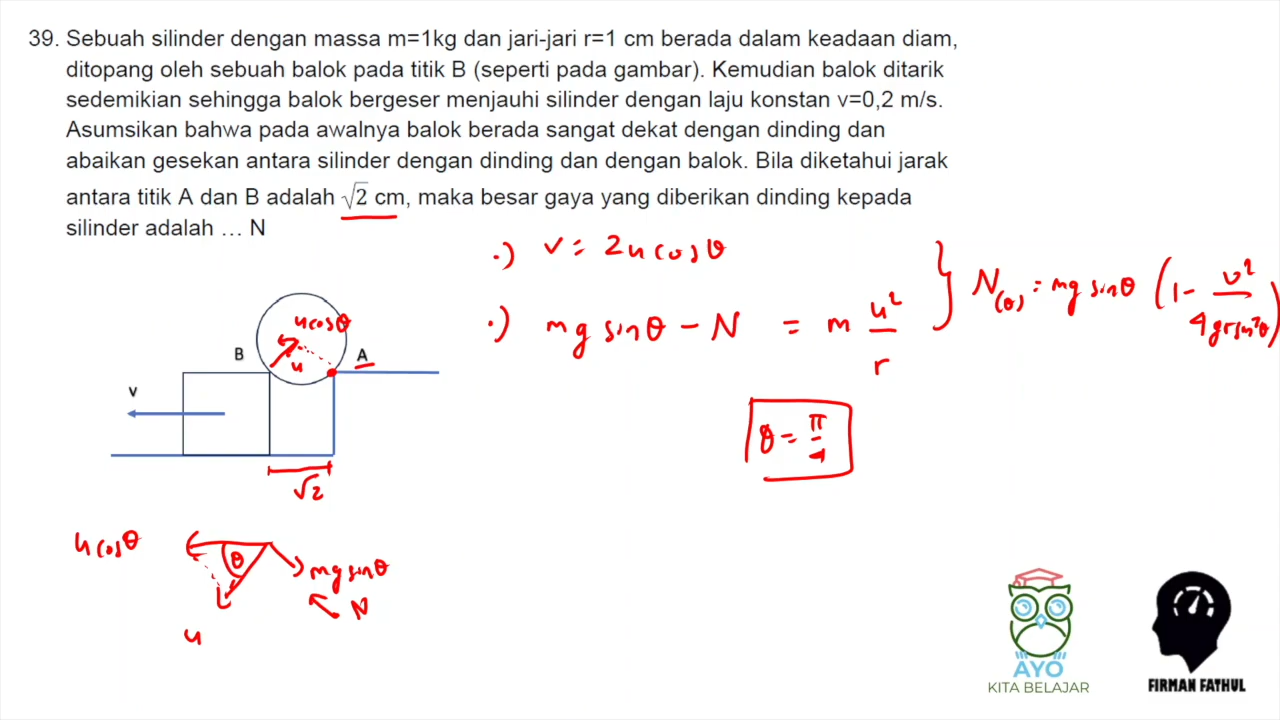 39. Sebuah silinder dengan massa m=1kg dan jari-jari r=1 cm berada dalam keadaan diam,
ditopang oleh sebuah balok pada titik B (seperti pada gambar). Kemudian balok ditarik
sedemikian sehingga balok bergeser menjauhi silinder dengan laju konstan v=0,2 m/s.
Asumsikan bahwa pada awalnya balok berada sangat dekat dengan dinding dan
abaikan gesekan antara silinder dengan dinding dan dengan balok. Bila diketahui jarak
antara titik A dan B adalah √2 cm, maka besar gaya yang diberikan dinding kepada
silinder adalah … N
·) v = 2u cos θ
·) mg sin θ - N = m u²/r
} N(θ) = mg sin θ (1 - v²/4gr sin³θ)
θ = π/4
u cos θ
B
u
A
v
√2
u cos θ
θ
mg sin θ
N
u
AYO
KITA BELAJAR
FIRMAN FATHUL